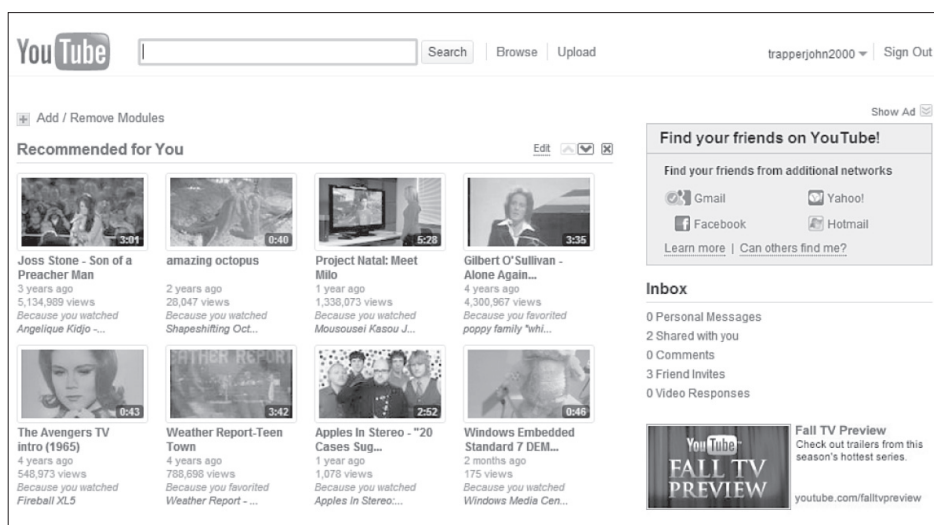 YouTube
Search
Browse
Upload
trapperjohn2000
Sign Out
Show Ad
Add / Remove Modules
Recommended for You
Edit
3:01
0:40
5:28
3:35
Joss Stone - Son of a
Preacher Man
3 years ago
5,134,989 views
Because you watched
Angelique Kidjo -...
amazing octopus
2 years ago
28,047 views
Because you watched
Shapeshifting Oct...
Project Natal: Meet
Milo
1 year ago
1,338,073 views
Because you watched
Mousousei Kasou J...
Gilbert O'Sullivan -
Alone Again...
4 years ago
4,300,967 views
Because you favorited
poppy family "whi...
0:43
WEATHER REPORT
3:42
2:52
0:46
The Avengers TV
intro (1965)
4 years ago
548,973 views
Because you watched
Fireball XL5
Weather Report-Teen
Town
4 years ago
788,698 views
Because you favorited
Weather Report - ...
Apples In Stereo - "20
Cases Sug...
1 year ago
1,078 views
Because you watched
Apples In Stereo:...
Windows Embedded
Standard 7 DEM...
2 months ago
175 views
Because you watched
Windows Media Cen...
Find your friends on YouTube!
Find your friends from additional networks
Gmail
Yahoo!
Facebook
Hotmail
Learn more | Can others find me?
Inbox
0 Personal Messages
2 Shared with you
0 Comments
3 Friend Invites
0 Video Responses
YouTube
FALL TV
PREVIEW
Fall TV Preview
Check out trailers from this
season's hottest series.
youtube.com/falltvpreview